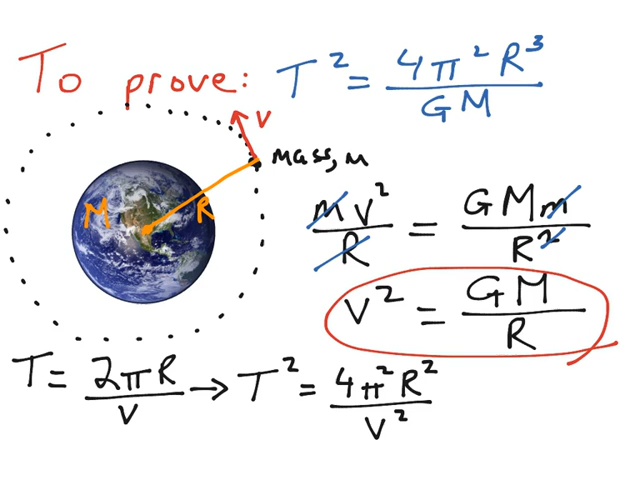 To prove: T² = 4π²R³ / GM
V
mass, m
M R
mv² / R = GMm / R²
V² = GM / R
T = 2πR / V → T² = 4π²R² / V²